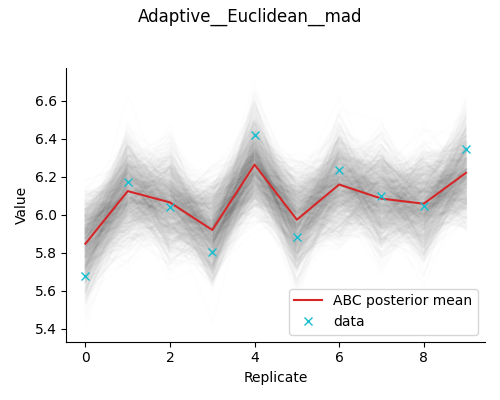 Adaptive__Euclidean__mad
Value
6.6
6.4
6.2
6.0
5.8
5.6
5.4
0 2 4 6 8
Replicate
ABC posterior mean
data